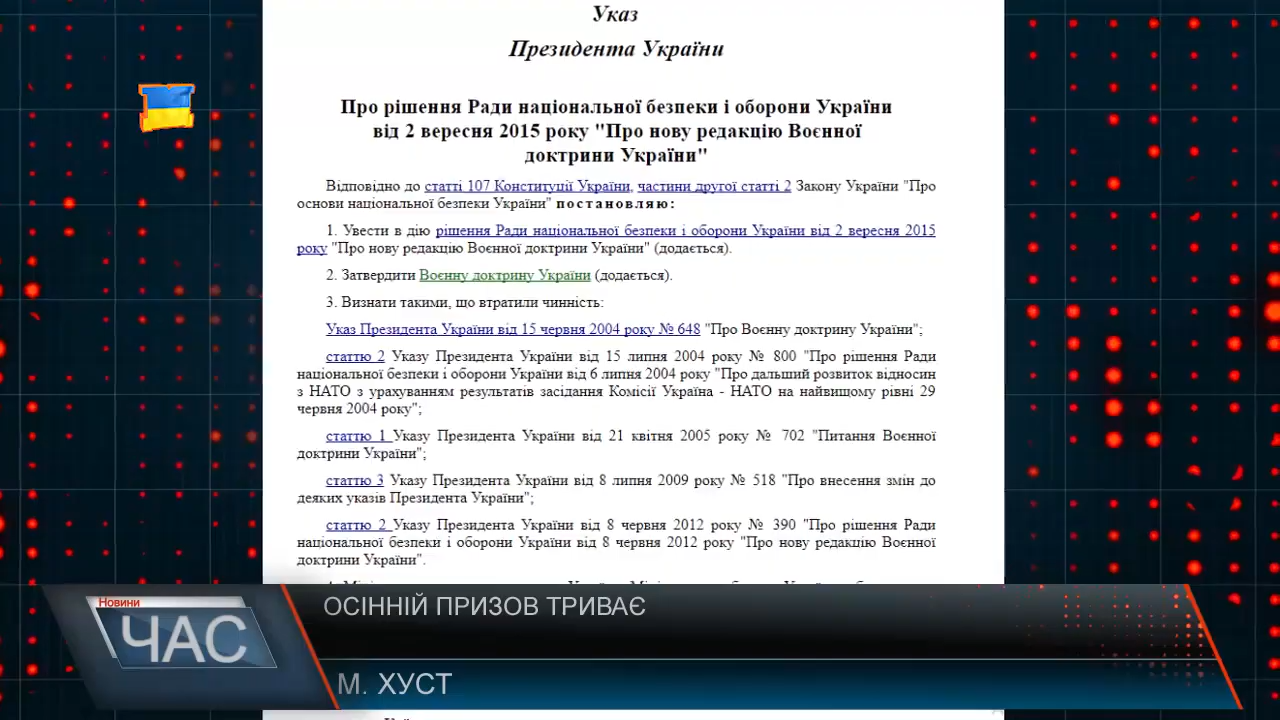 Указ
Президента України
Про рішення Ради національної безпеки і оборони України
від 2 вересня 2015 року "Про нову редакцію Воєнної
доктрини України"
Відповідно до статті 107 Конституції України, частини другої статті 2 Закону України "Про
основи національної безпеки України" постановляю:
1. Увести в дію рішення Ради національної безпеки і оборони України від 2 вересня 2015
року "Про нову редакцію Воєнної доктрини України" (додається).
2. Затвердити Воєнну доктрину України (додається).
3. Визнати такими, що втратили чинність:
Указ Президента України від 15 червня 2004 року № 648 "Про Воєнну доктрину України";
статтю 2 Указу Президента України від 15 липня 2004 року № 800 "Про рішення Ради
національної безпеки і оборони України від 6 липня 2004 року "Про дальший розвиток відносин
з НАТО з урахуванням результатів засідання Комісії Україна - НАТО на найвищому рівні 29
червня 2004 року";
статтю 1 Указу Президента України від 21 квітня 2005 року № 702 "Питання Воєнної
доктрини України";
статтю 3 Указу Президента України від 8 липня 2009 року № 518 "Про внесення змін до
деяких указів Президента України";
статтю 2 Указу Президента України від 8 червня 2012 року № 390 "Про рішення Ради
національної безпеки і оборони України від 8 червня 2012 року "Про нову редакцію Воєнної
доктрини України".
Новини
ЧАС
ОСІННІЙ ПРИЗОВ ТРИВАЄ
М. ХУСТ